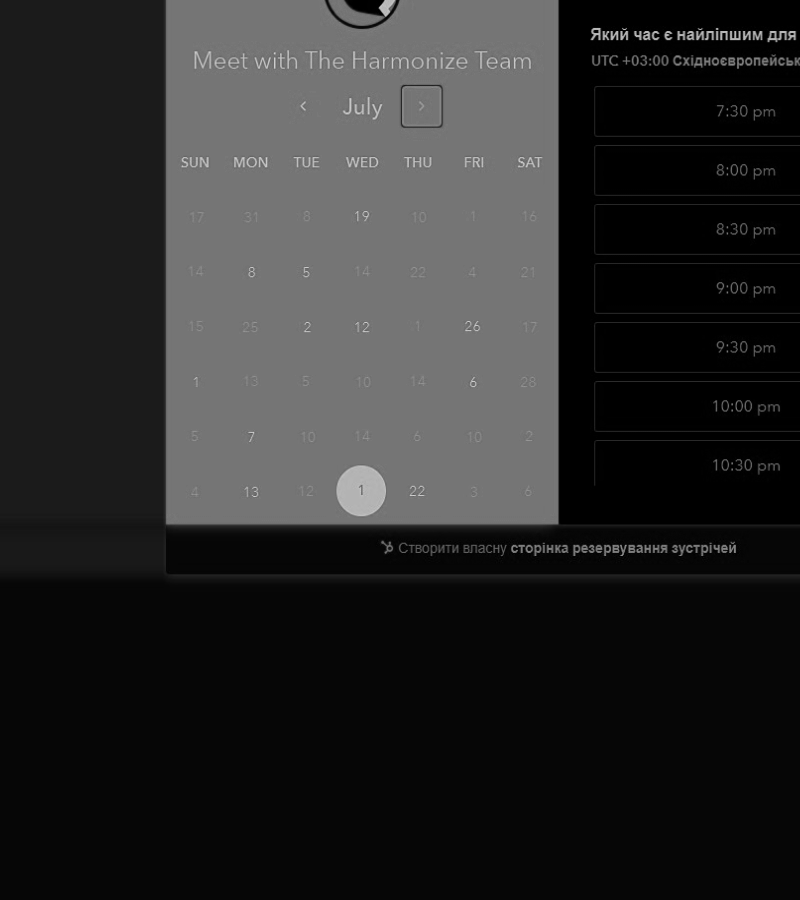 Meet with The Harmonize Team
July
SUN MON TUE WED THU FRI SAT
17 31 8 19 10 1 16
14 8 5 14 22 4 21
15 25 2 12 1 26 17
1 13 5 10 14 6 28
5 7 10 14 6 10 2
4 13 12 1 22 3 6
Який час є найліпшим для
UTC +03:00 Східноєвропейськ
7:30 pm
8:00 pm
8:30 pm
9:00 pm
9:30 pm
10:00 pm
10:30 pm
Створити власну сторінка резервування зустрічей